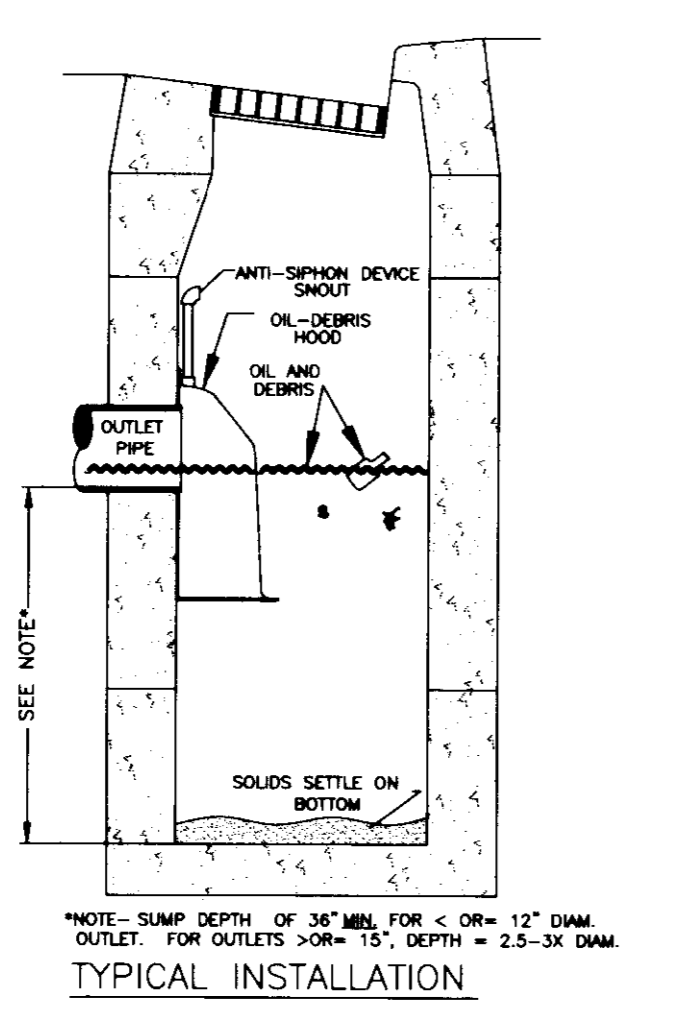 ANTI-SIPHON DEVICE
SNOUT
OIL-DEBRIS
HOOD
OIL AND
DEBRIS
OUTLET
PIPE
SEE NOTE*
SOLIDS SETTLE ON
BOTTOM
*NOTE- SUMP DEPTH OF 36" MIN. FOR < OR= 12" DIAM.
OUTLET. FOR OUTLETS >OR= 15", DEPTH = 2.5-3X DIAM.
TYPICAL INSTALLATION